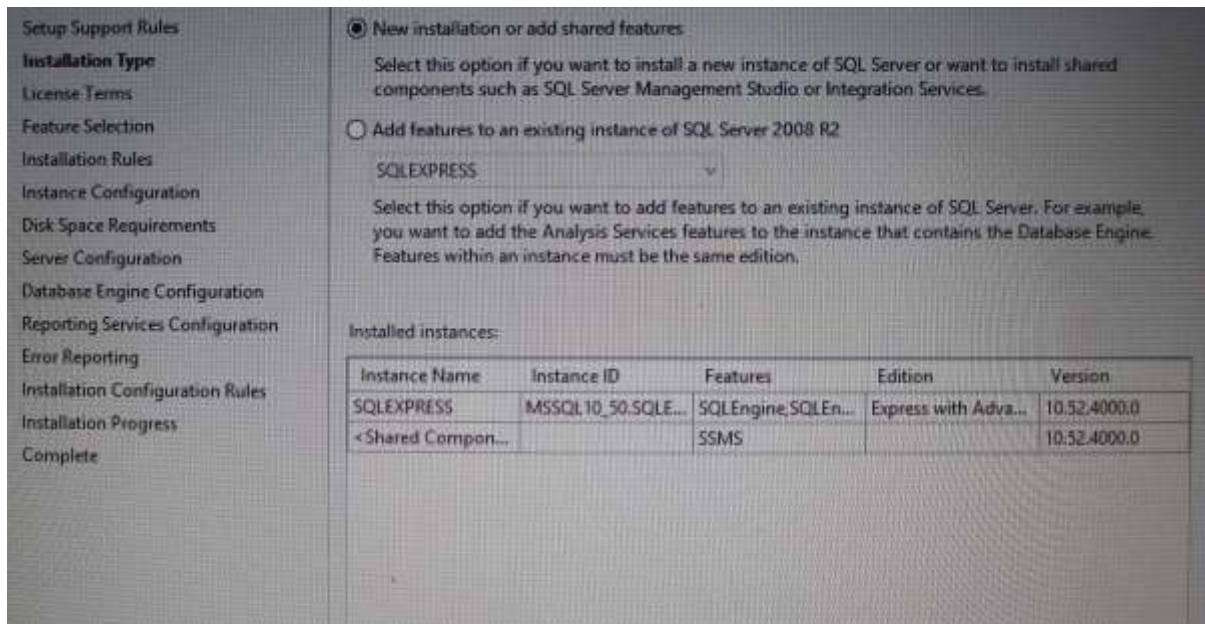 Setup Support Rules
Installation Type
License Terms
Feature Selection
Installation Rules
Instance Configuration
Disk Space Requirements
Server Configuration
Database Engine Configuration
Reporting Services Configuration
Error Reporting
Installation Configuration Rules
Installation Progress
Complete
New installation or add shared features
Select this option if you want to install a new instance of SQL Server or want to install shared
components such as SQL Server Management Studio or Integration Services.
Add features to an existing instance of SQL Server 2008 R2
SQLEXPRESS
Select this option if you want to add features to an existing instance of SQL Server. For example,
you want to add the Analysis Services features to the instance that contains the Database Engine.
Features within an instance must be the same edition.
Installed instances:
Instance Name Instance ID Features Edition Version
SQLEXPRESS MSSQL10_50.SQLE... SQLEngine,SQLEn... Express with Adva... 10.52.4000.0
<Shared Compon... SSMS 10.52.4000.0